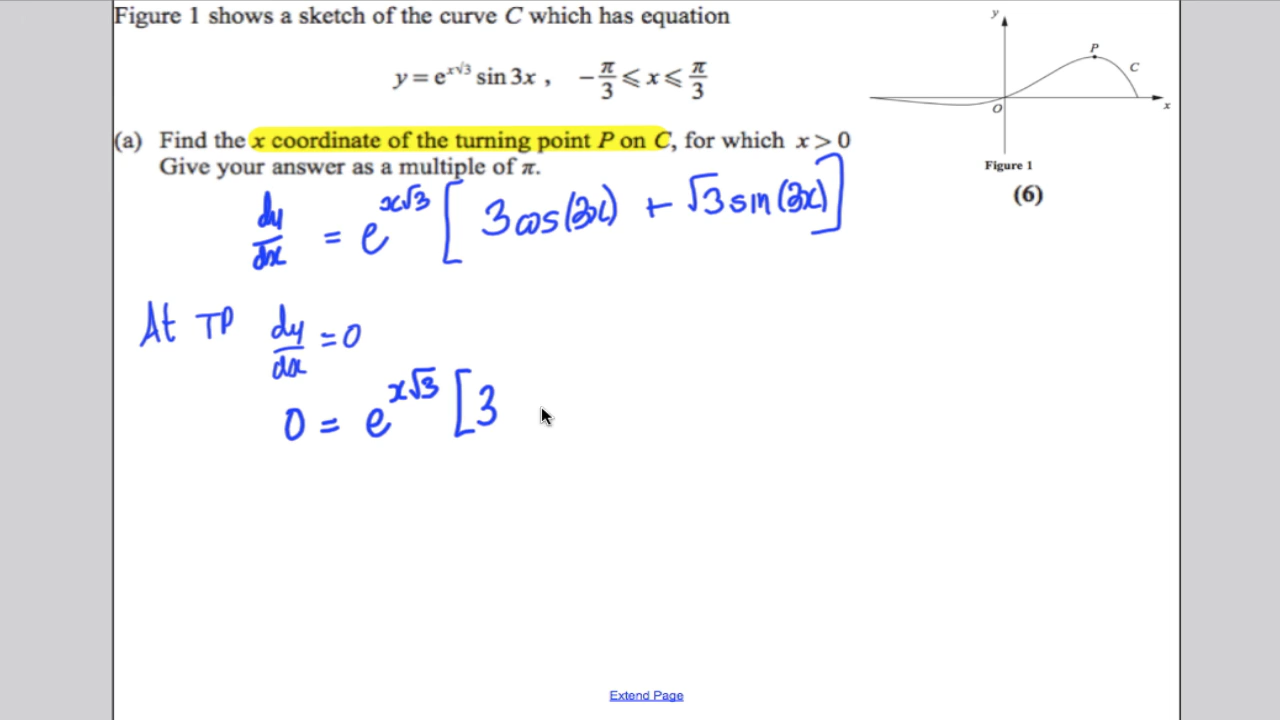 Figure 1 shows a sketch of the curve C which has equation
y = e^{x√3} sin 3x , −π/3 ⩽ x ⩽ π/3
y
P
C
O
x
(a) Find the x coordinate of the turning point P on C, for which x > 0
Give your answer as a multiple of π.
Figure 1
(6)
dy/dx = e^{x√3} [ 3cos(3x) + √3 sin(3x) ]
At TP dy/dx = 0
0 = e^{x√3} [ 3
Extend Page